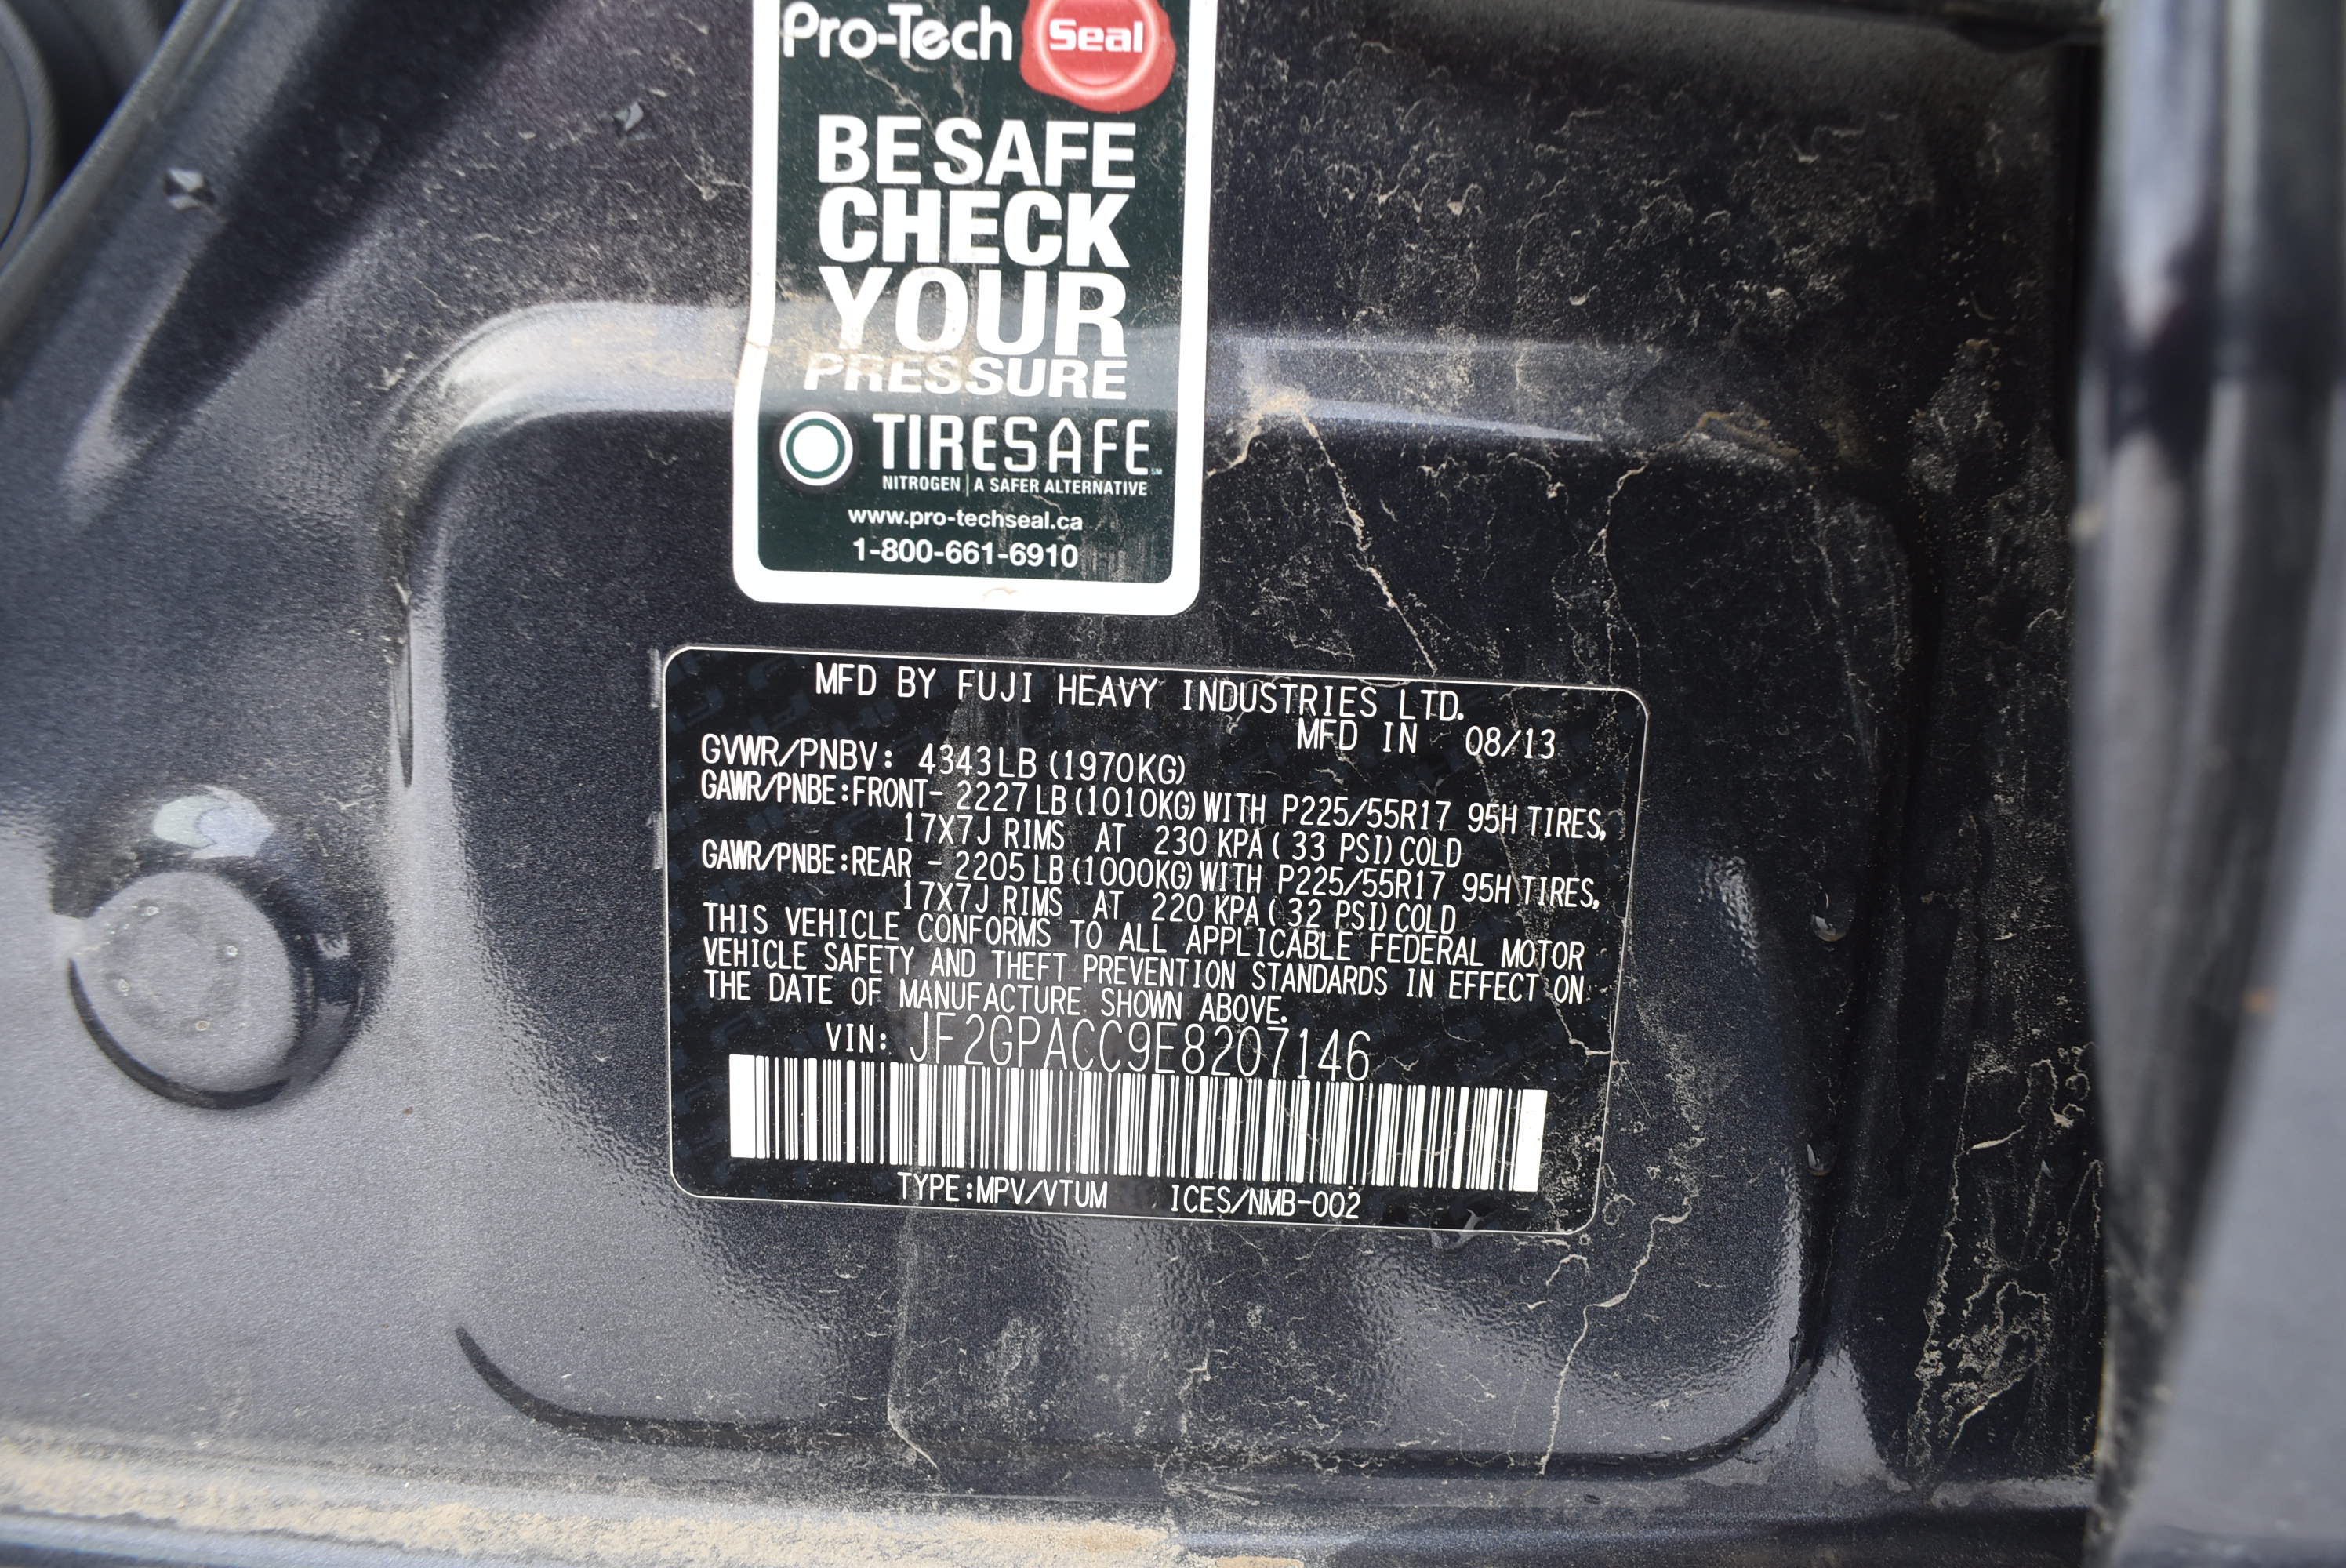 Pro-Tech Seal
BE SAFE
CHECK
YOUR
PRESSURE
TIRESAFE
NITROGEN | A SAFER ALTERNATIVE
www.pro-techseal.ca
1-800-661-6910
MFD BY FUJI HEAVY INDUSTRIES LTD.
MFD IN 08/13
GVWR/PNBV: 4343LB (1970KG)
GAWR/PNBE:FRONT- 2227 LB (1010KG) WITH P225/55R17 95H TIRES,
17X7J RIMS AT 230 KPA ( 33 PSI) COLD
GAWR/PNBE:REAR - 2205 LB (1000KG) WITH P225/55R17 95H TIRES,
17X7J RIMS AT 220 KPA ( 32 PSI) COLD
THIS VEHICLE CONFORMS TO ALL APPLICABLE FEDERAL MOTOR
VEHICLE SAFETY AND THEFT PREVENTION STANDARDS IN EFFECT ON
THE DATE OF MANUFACTURE SHOWN ABOVE.
VIN: JF2GPACC9E8207146
TYPE:MPV/VTUM ICES/NMB-002